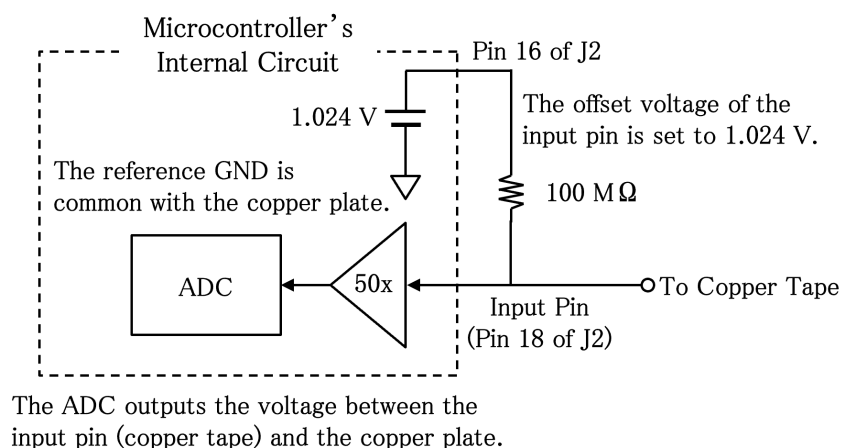 Microcontroller's
Internal Circuit
Pin 16 of J2
1.024 V
The offset voltage of the
input pin is set to 1.024 V.
The reference GND is
common with the copper plate.
100 MΩ
ADC
50x
To Copper Tape
Input Pin
(Pin 18 of J2)
The ADC outputs the voltage between the
input pin (copper tape) and the copper plate.